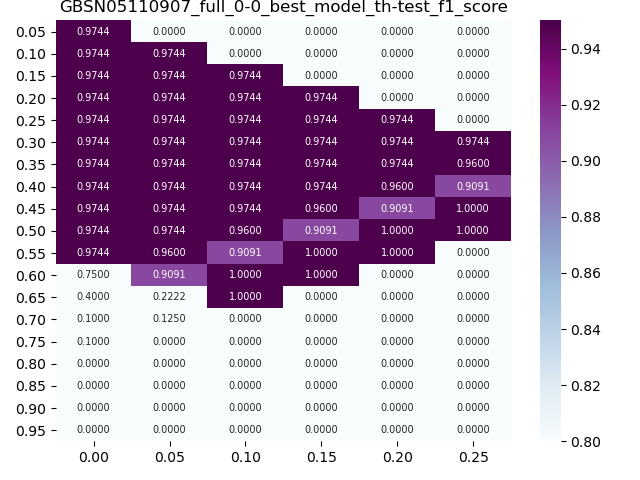 GBSN05110907_full_0-0_best_model_th-test_f1_score
0.05 0.9744 0.0000 0.0000 0.0000 0.0000 0.0000
0.10 0.9744 0.9744 0.0000 0.0000 0.0000 0.0000
0.15 0.9744 0.9744 0.9744 0.0000 0.0000 0.0000
0.20 0.9744 0.9744 0.9744 0.9744 0.0000 0.0000
0.25 0.9744 0.9744 0.9744 0.9744 0.9744 0.0000
0.30 0.9744 0.9744 0.9744 0.9744 0.9744 0.9744
0.35 0.9744 0.9744 0.9744 0.9744 0.9744 0.9600
0.40 0.9744 0.9744 0.9744 0.9744 0.9600 0.9091
0.45 0.9744 0.9744 0.9744 0.9600 0.9091 1.0000
0.50 0.9744 0.9744 0.9600 0.9091 1.0000 1.0000
0.55 0.9744 0.9600 0.9091 1.0000 1.0000 0.0000
0.60 0.7500 0.9091 1.0000 1.0000 0.0000 0.0000
0.65 0.4000 0.2222 1.0000 0.0000 0.0000 0.0000
0.70 0.1000 0.1250 0.0000 0.0000 0.0000 0.0000
0.75 0.1000 0.0000 0.0000 0.0000 0.0000 0.0000
0.80 0.0000 0.0000 0.0000 0.0000 0.0000 0.0000
0.85 0.0000 0.0000 0.0000 0.0000 0.0000 0.0000
0.90 0.0000 0.0000 0.0000 0.0000 0.0000 0.0000
0.95 0.0000 0.0000 0.0000 0.0000 0.0000 0.0000
0.00 0.05 0.10 0.15 0.20 0.25
0.94
0.92
0.90
0.88
0.86
0.84
0.82
0.80